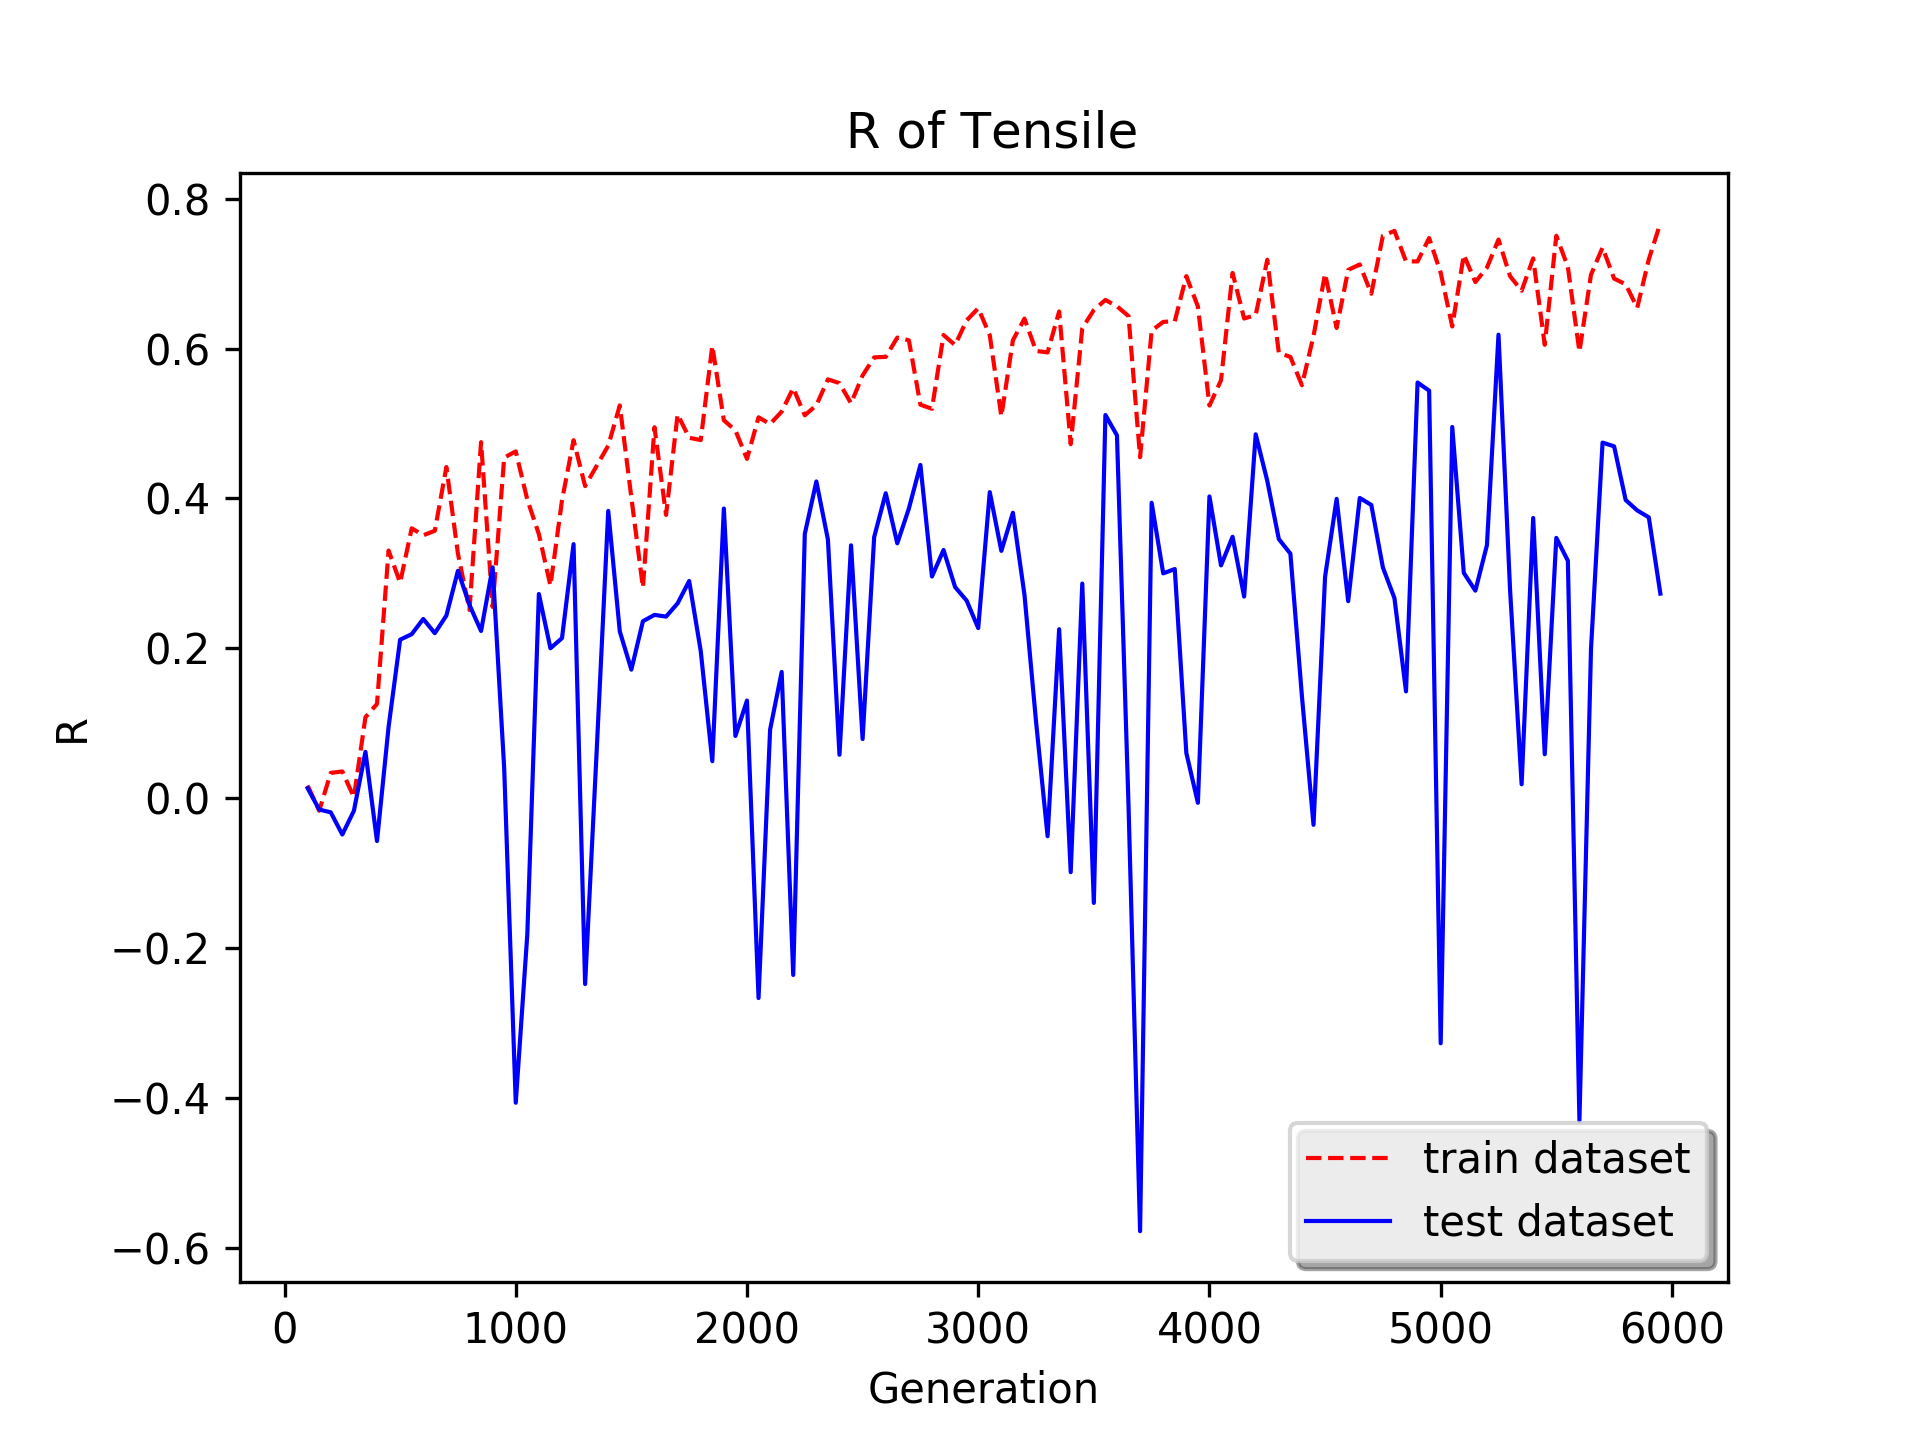 R of Tensile
0.8
0.6
0.4
0.2
0.0
−0.2
−0.4
−0.6
R
train dataset
test dataset
0 1000 2000 3000 4000 5000 6000
Generation